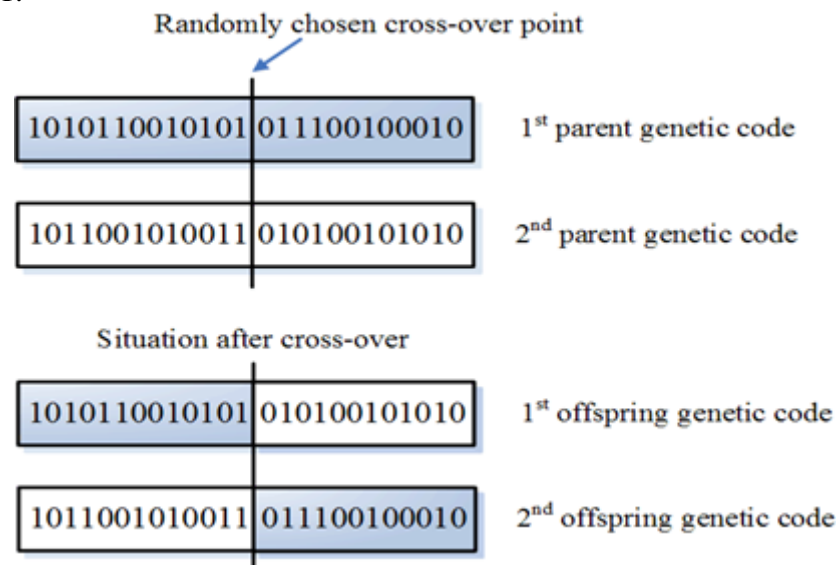 Randomly chosen cross-over point
1010110010101 011100100010 1st parent genetic code
1011001010011 010100101010 2nd parent genetic code
Situation after cross-over
1010110010101 010100101010 1st offspring genetic code
1011001010011 011100100010 2nd offspring genetic code